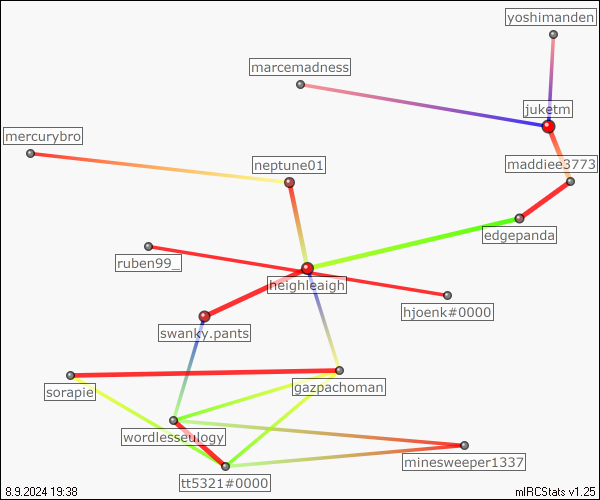 yoshimanden
marcemadness
juketm
mercurybro
neptune01
maddiee3773
edgepanda
ruben99_
heighleaigh
hjoenk#0000
swanky.pants
gazpachoman
sorapie
wordlesseulogy
minesweeper1337
tt5321#0000
8.9.2024 19:38
mIRCStats v1.25